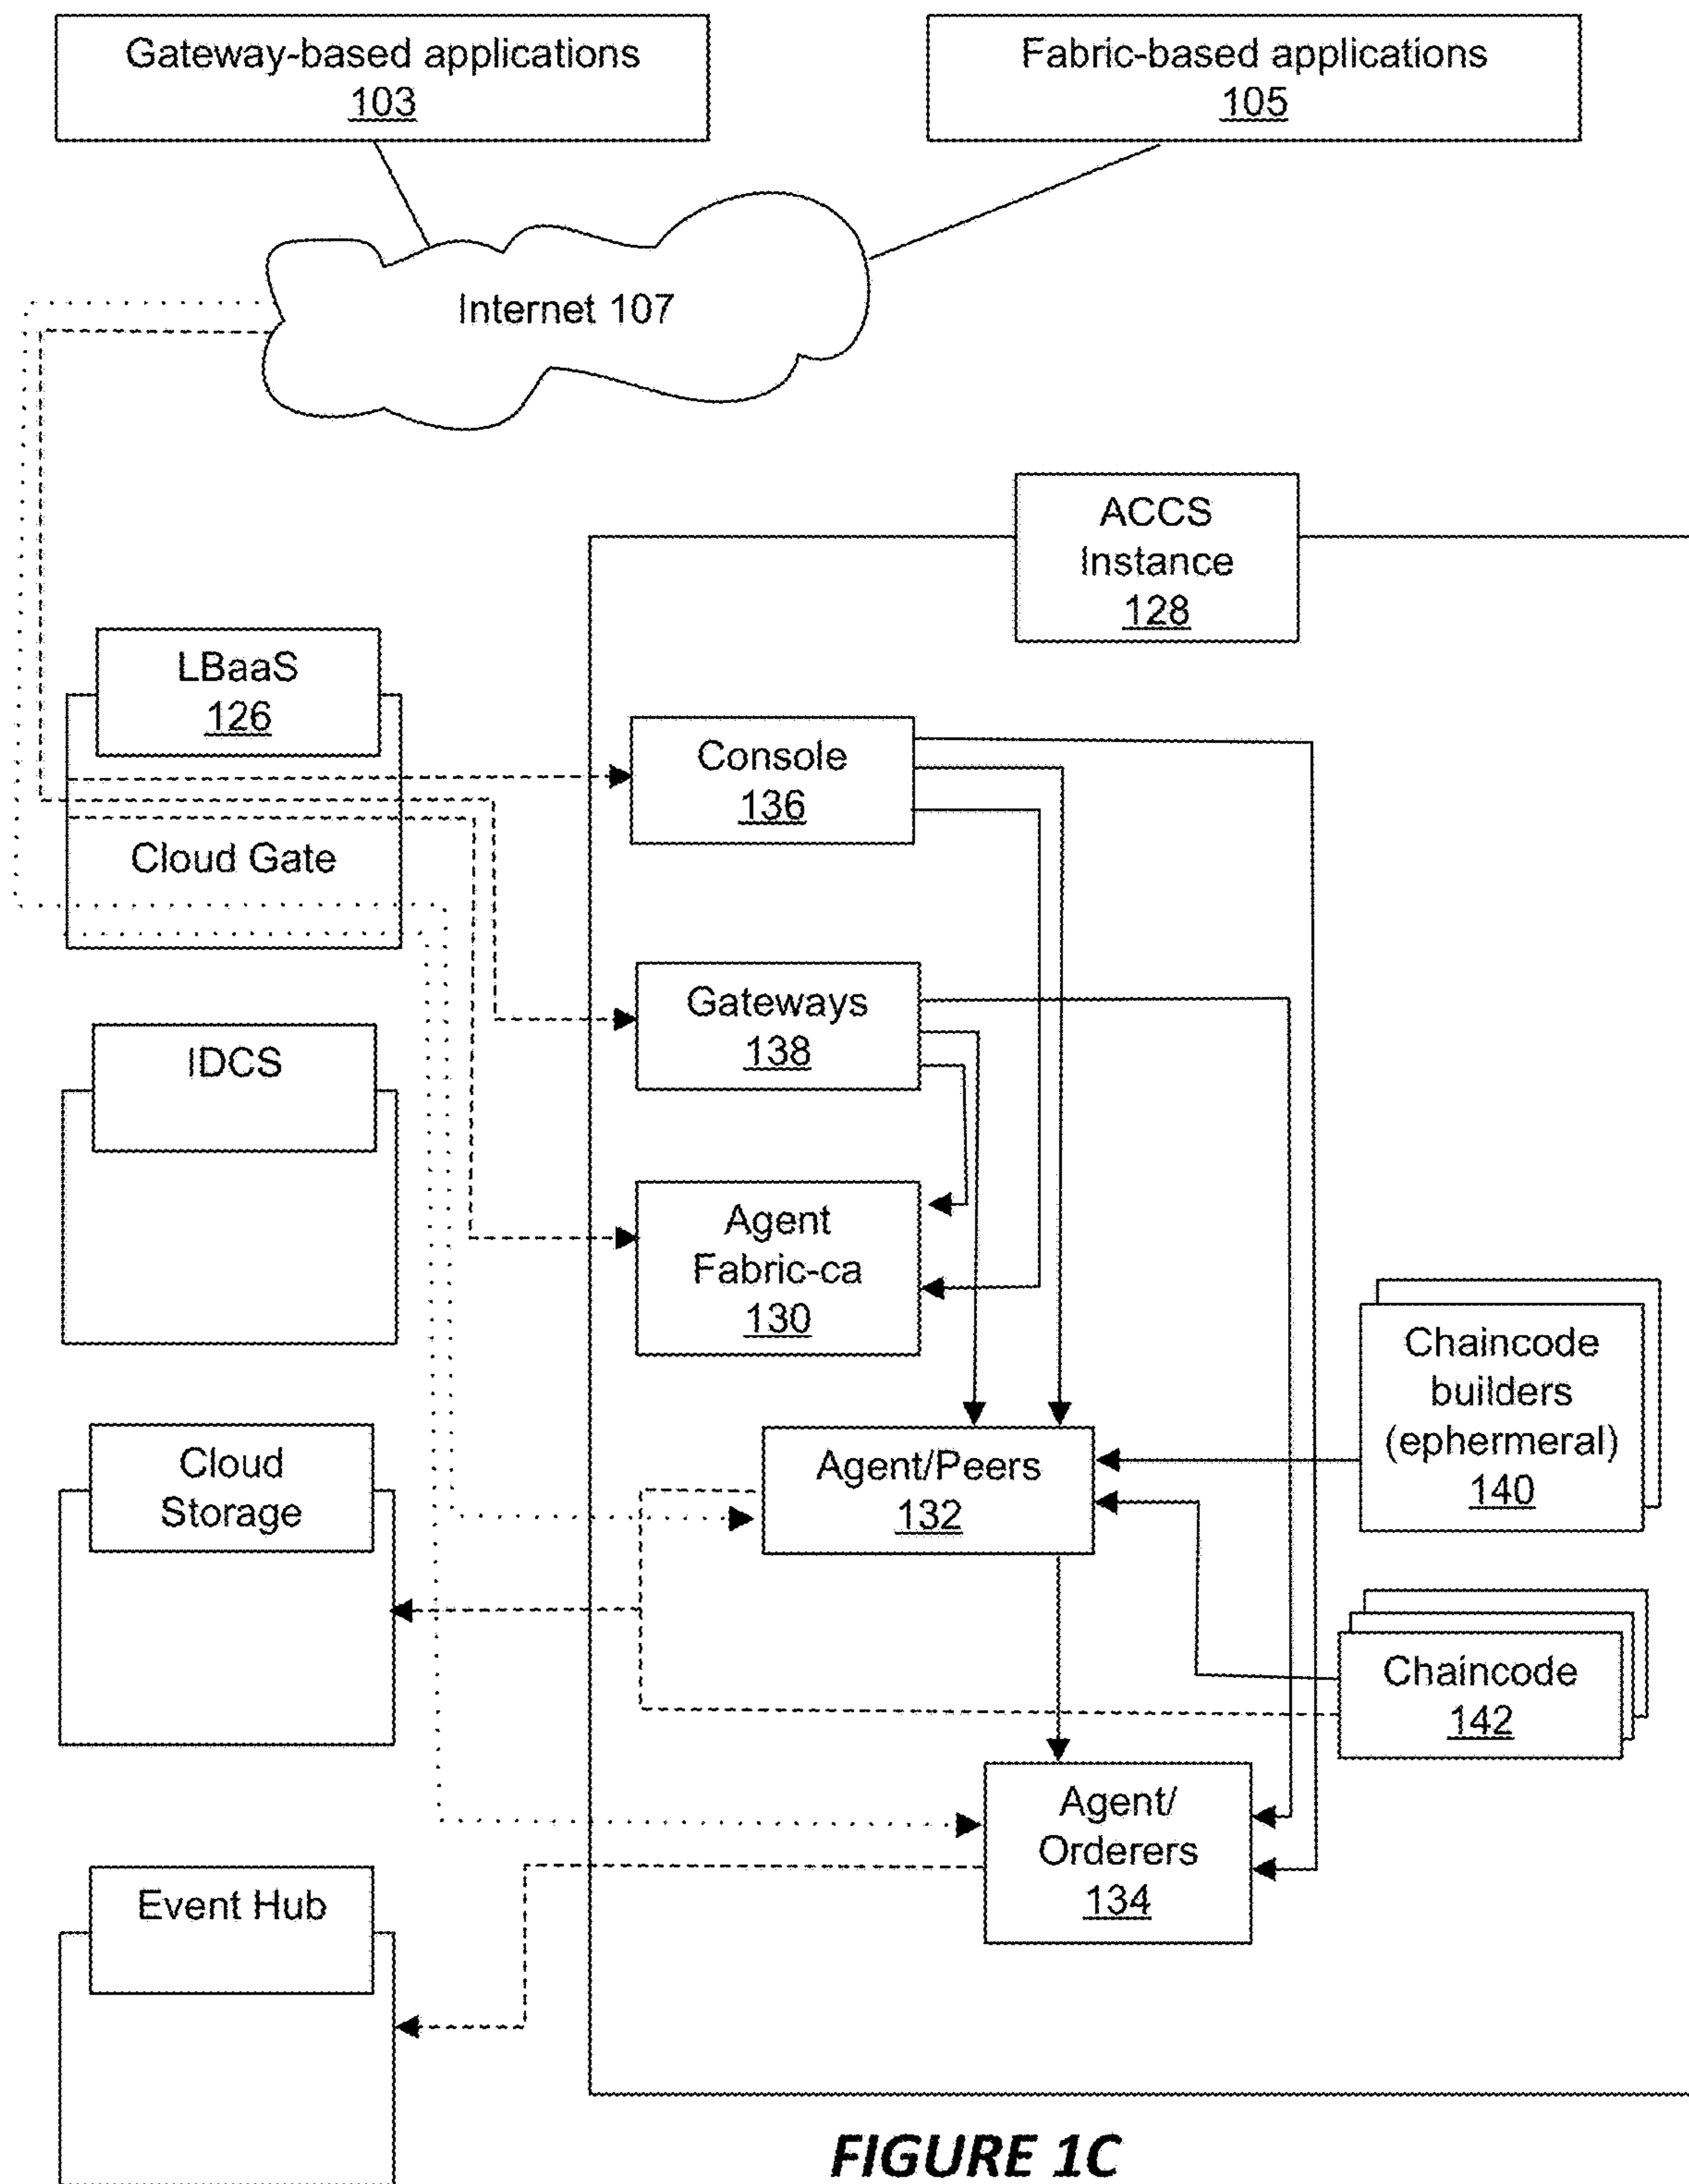 Gateway-based applications
103
Fabric-based applications
105
Internet 107
ACCS
Instance
128
LBaaS
126
Cloud Gate
Console
136
Gateways
138
IDCS
Agent
Fabric-ca
130
Chaincode
builders
(ephermeral)
140
Cloud
Storage
Agent/Peers
132
Chaincode
142
Agent/
Orderers
134
Event Hub
FIGURE 1C